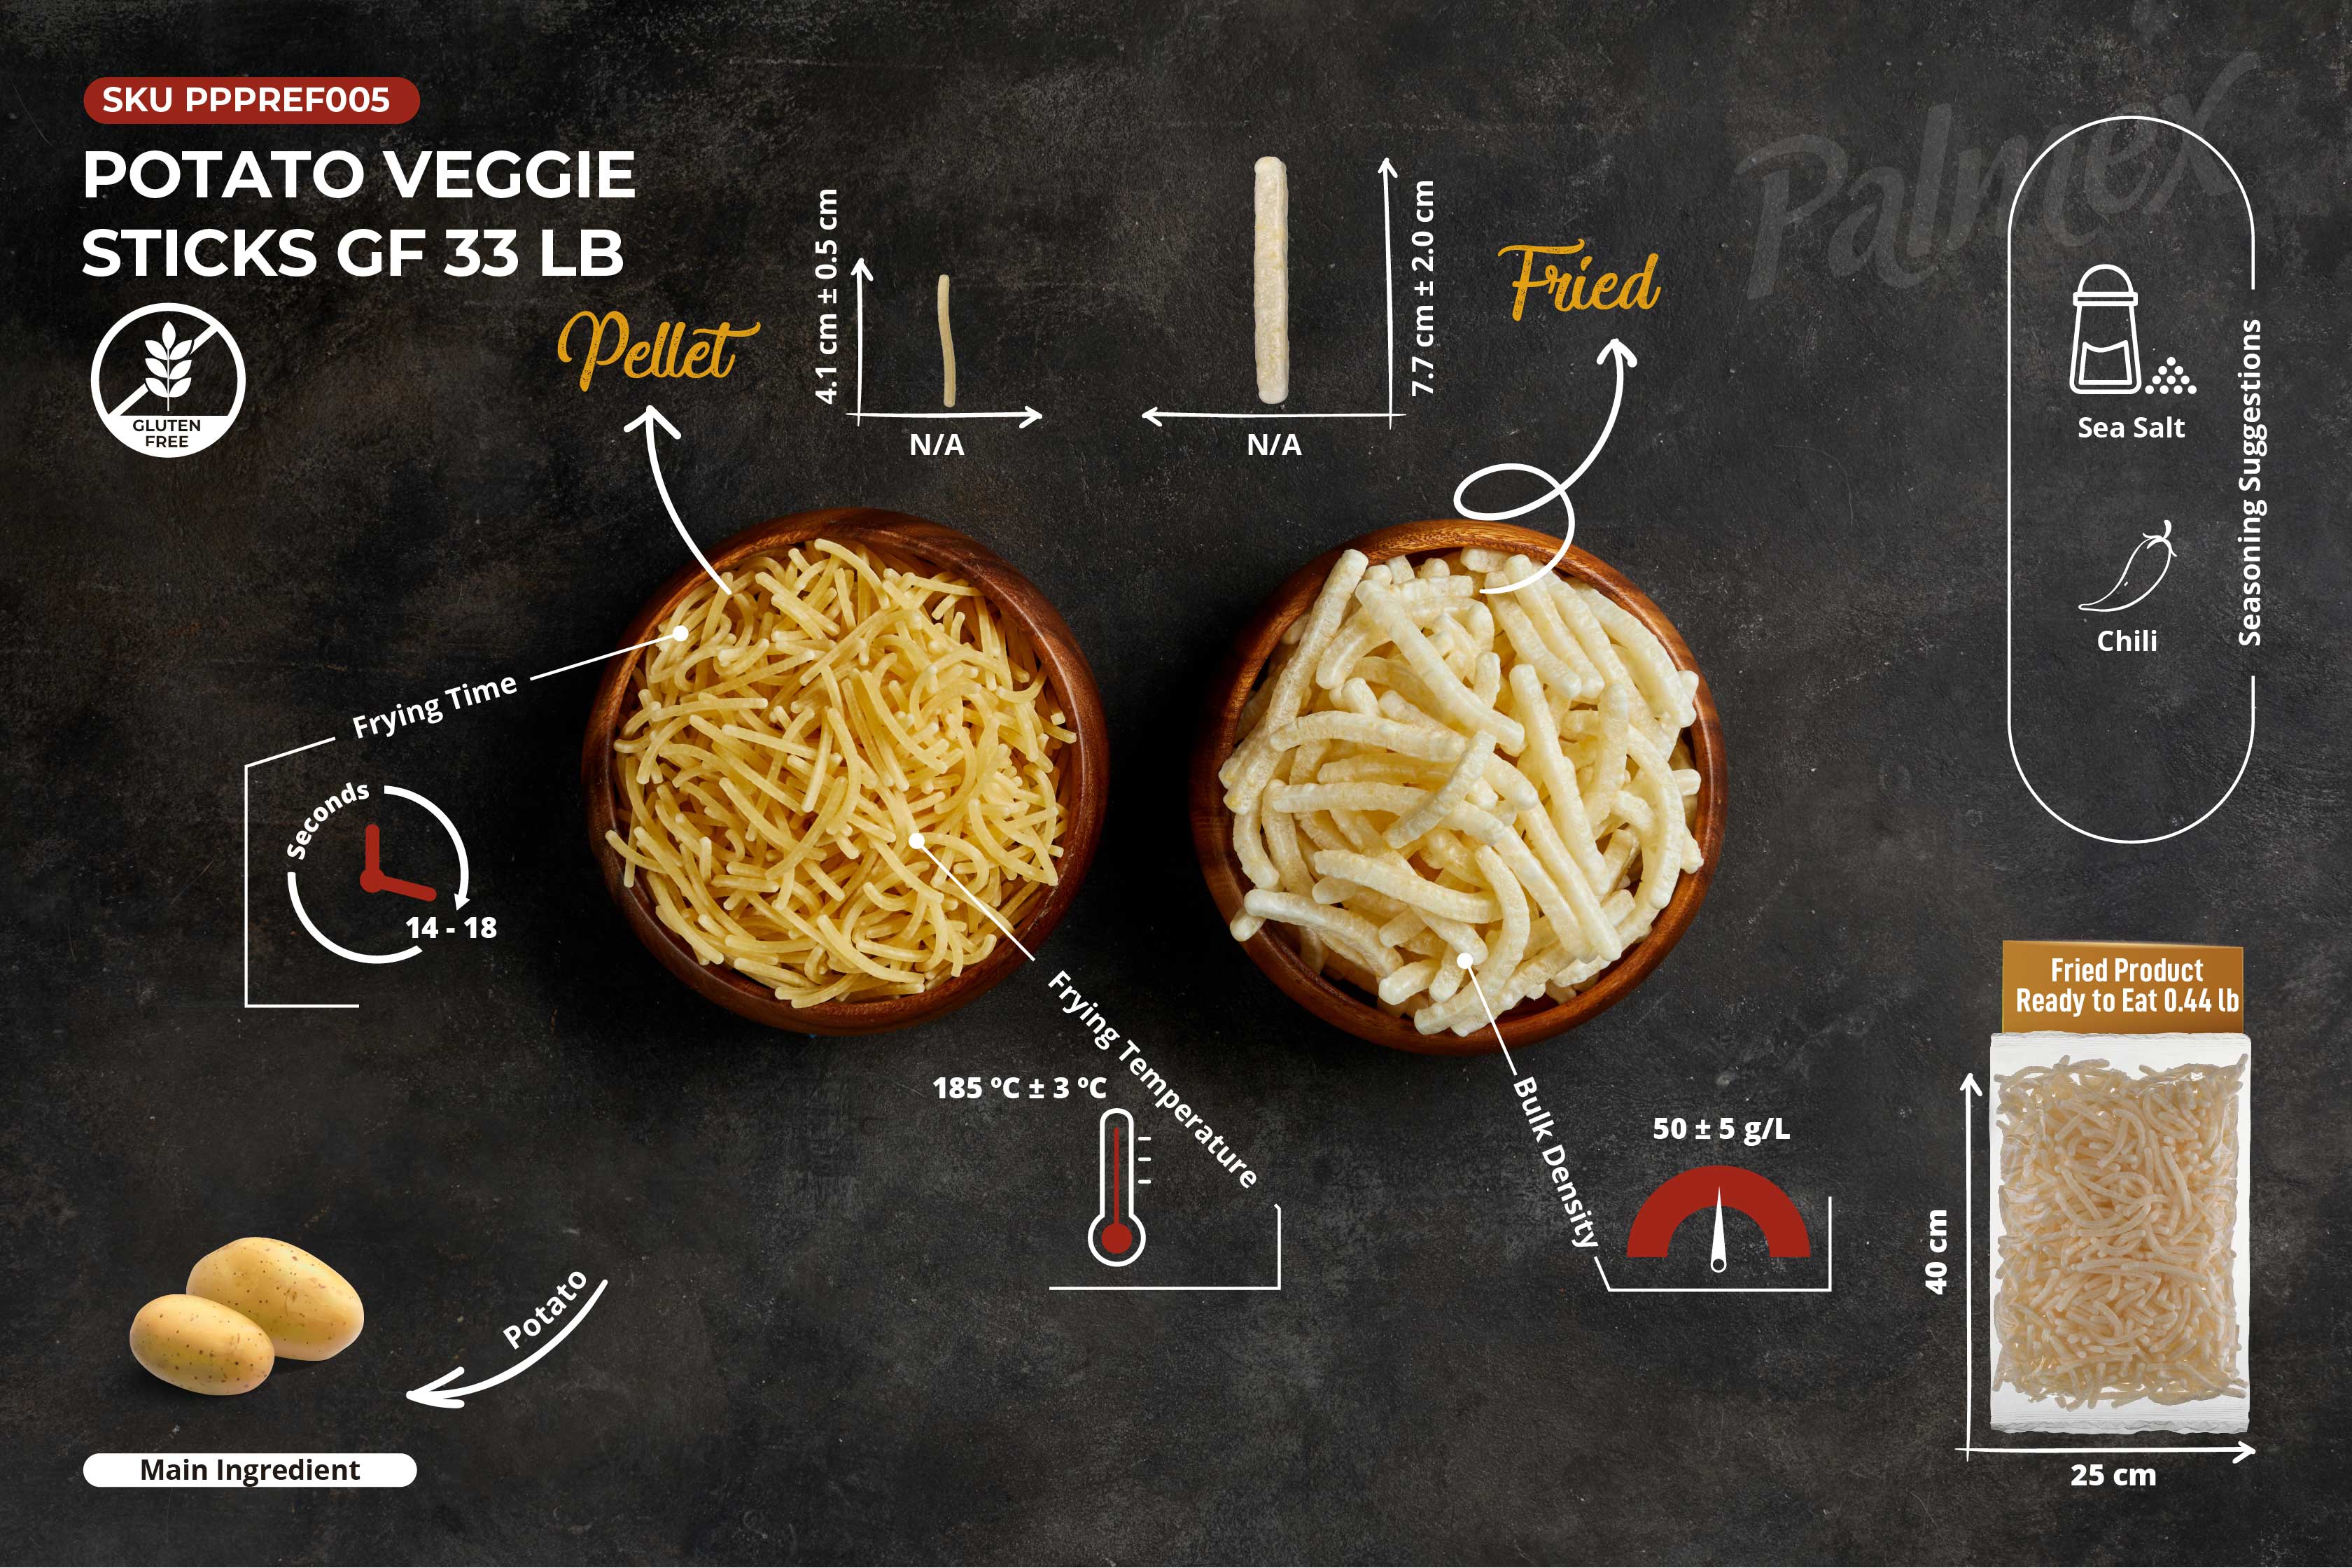 SKU PPPREF005
POTATO VEGGIE
STICKS GF 33 LB
GLUTEN
FREE
Pellet
4.1 cm ± 0.5 cm
N/A
7.7 cm ± 2.0 cm
N/A
Fried
Palmex
Sea Salt
Chili
Seasoning Suggestions
Frying Time
Seconds
14 - 18
Frying Temperature
185 ºC ± 3 ºC
Bulk Density
50 ± 5 g/L
Fried Product
Ready to Eat 0.44 lb
40 cm
25 cm
Potato
Main Ingredient